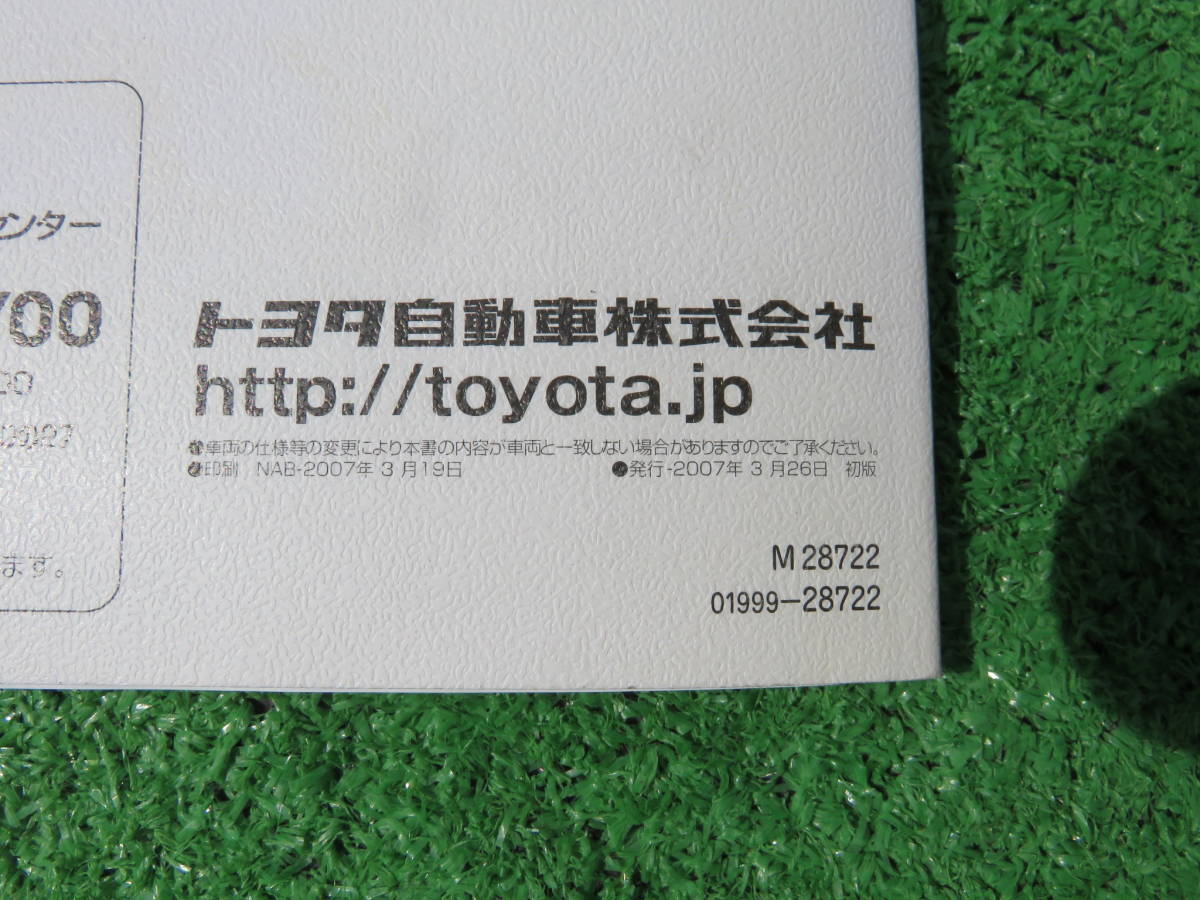 ンター
700
トヨタ自動車株式会社
http://toyota.jp
●車両の仕様等の変更により本書の内容が車両と一致しない場合がありますのでご了承ください。
●印刷 NAB-2007年 3 月19日 ●発行-2007年 3 月26日 初版
ます。
M 28722
01999-28722